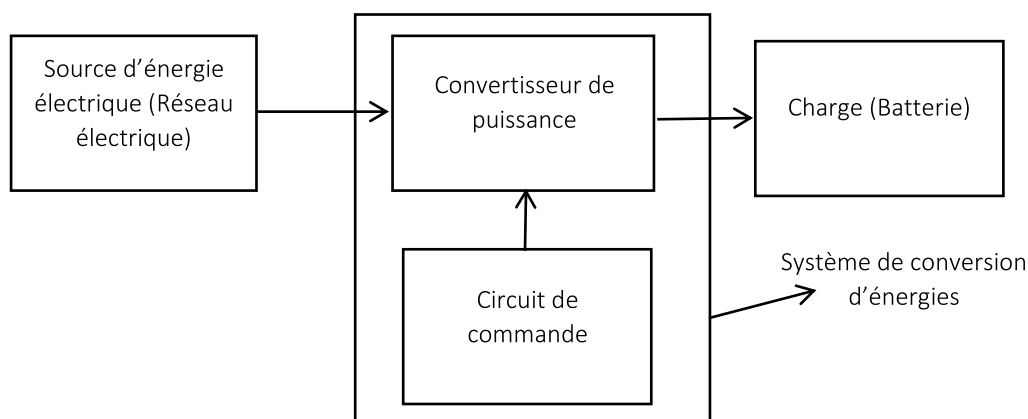 Source d'énergie
électrique (Réseau
électrique)
Convertisseur de
puissance
Charge (Batterie)
Circuit de
commande
Système de conversion
d'énergies